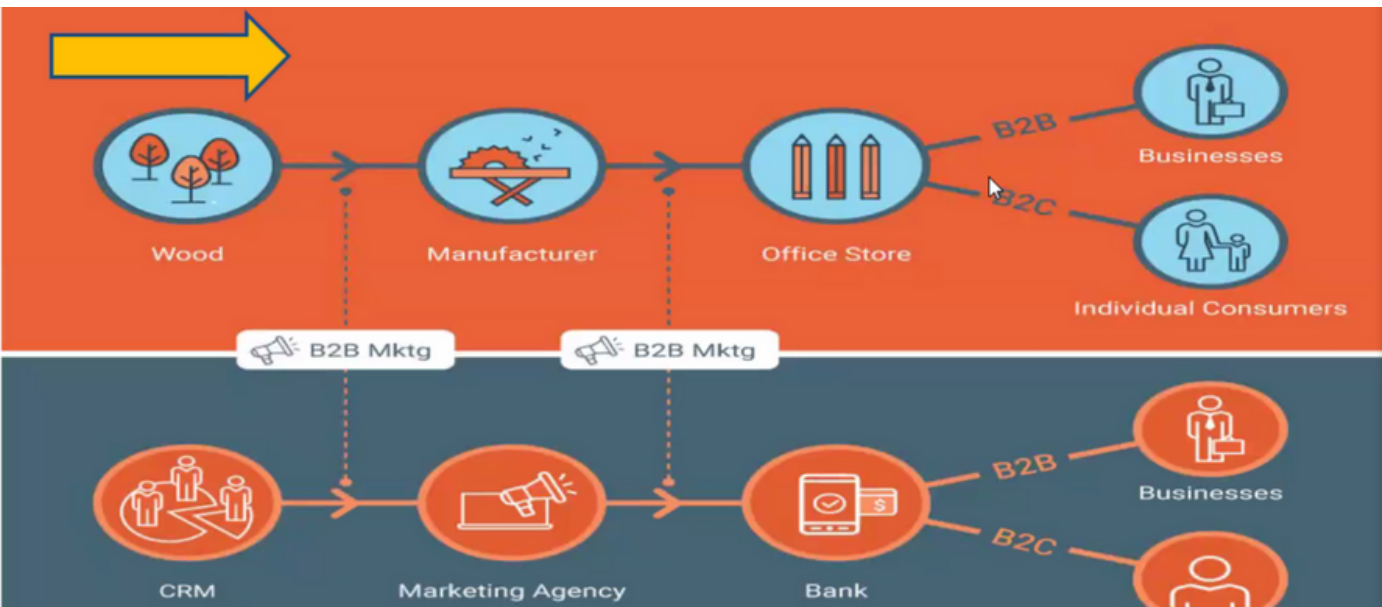 B2B
Businesses
B2C
Wood
Manufacturer
Office Store
Individual Consumers
B2B Mktg
B2B Mktg
B2B
Businesses
B2C
CRM
Marketing Agency
Bank
$